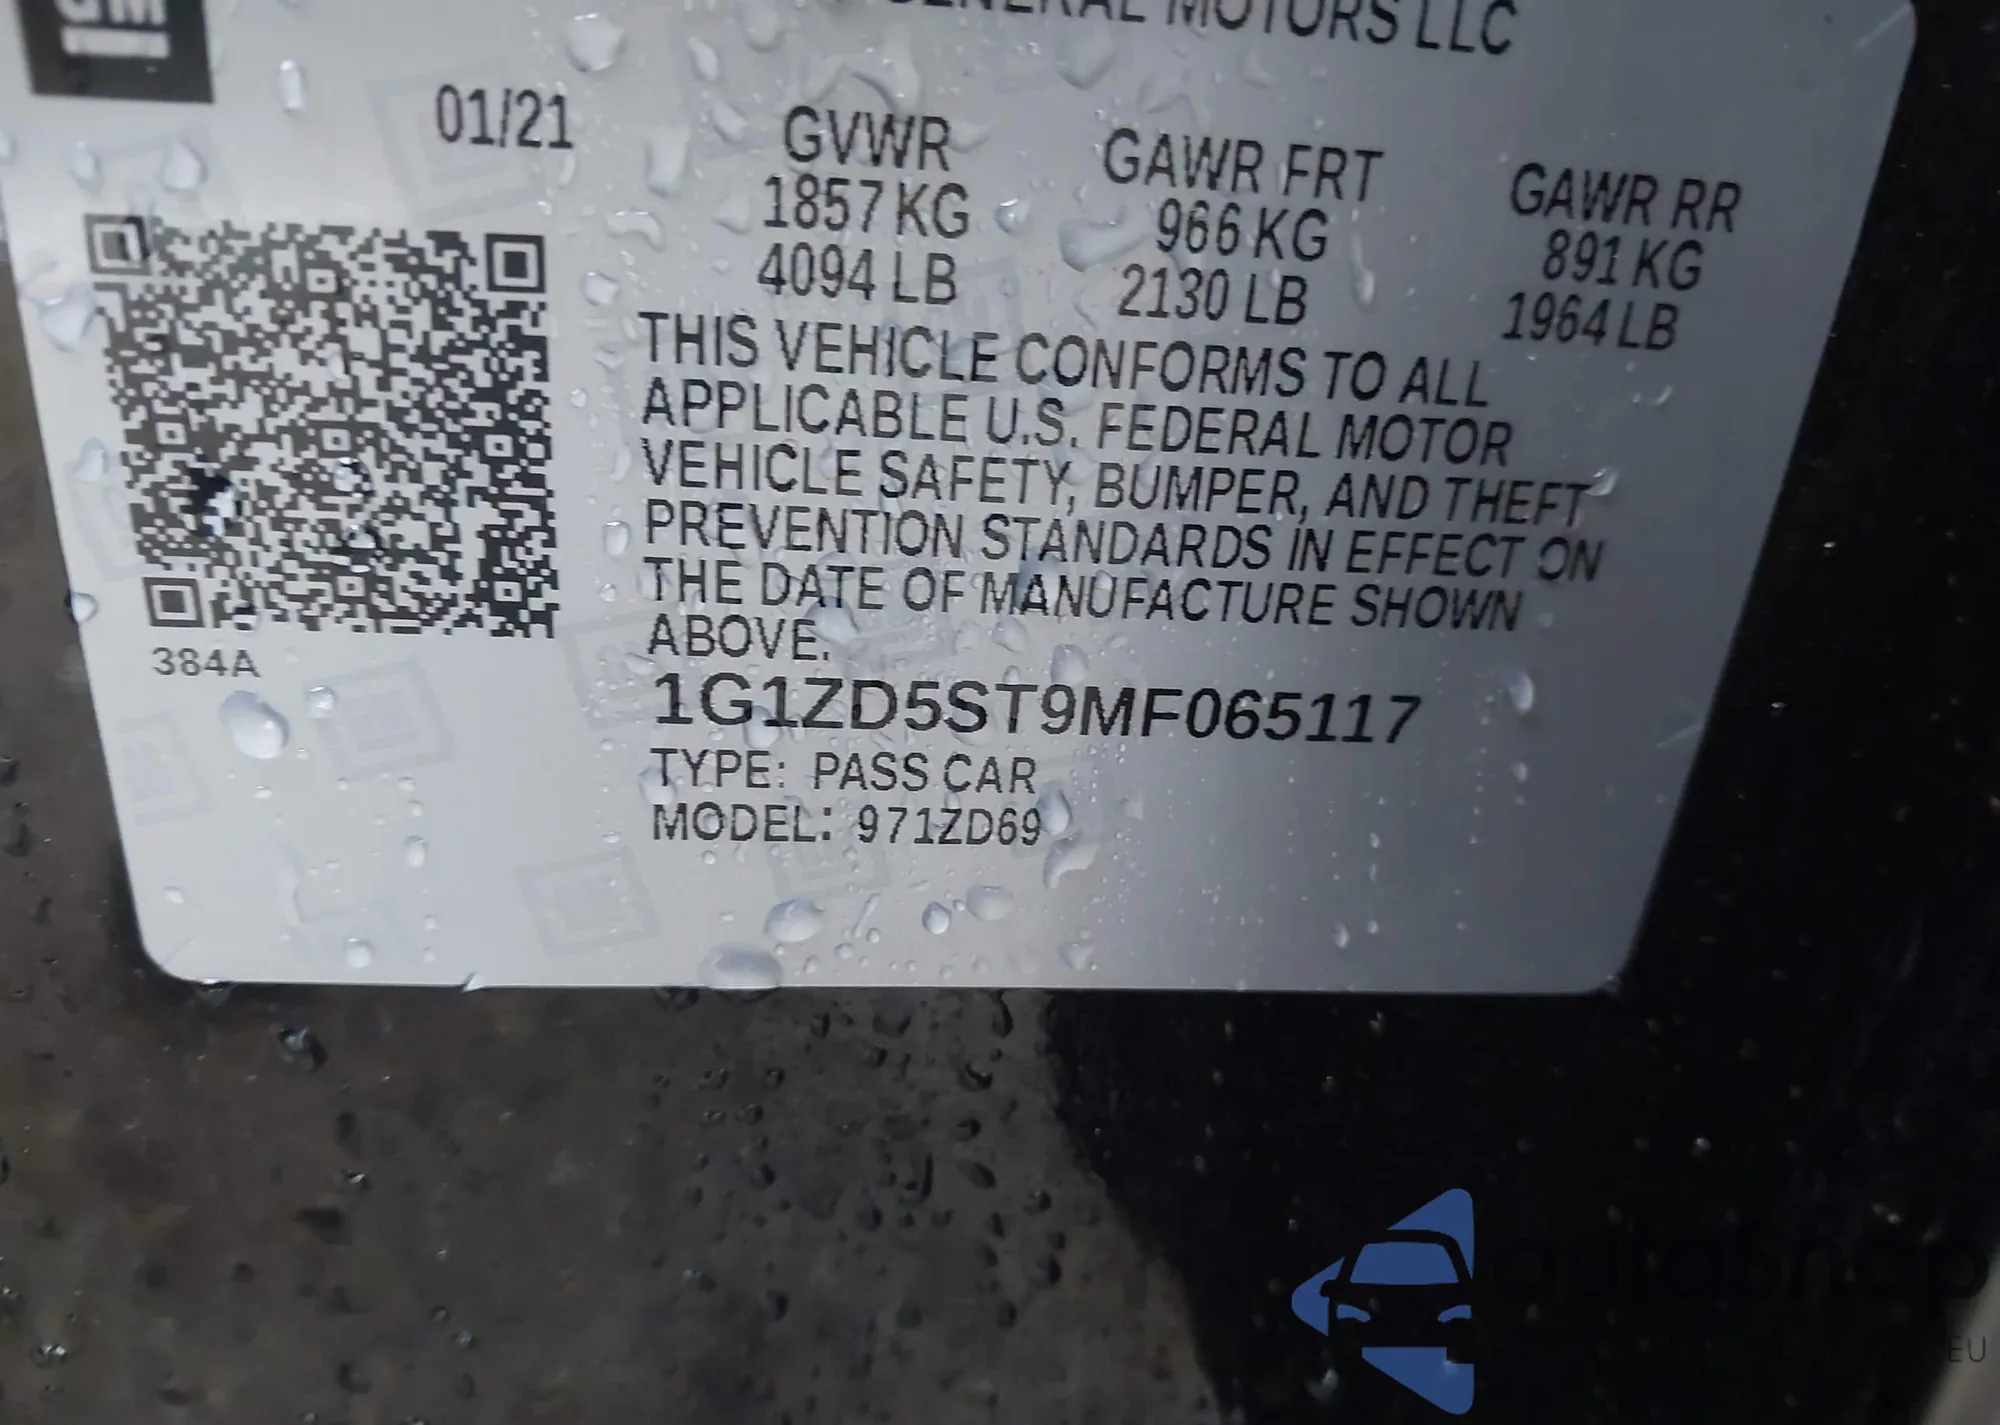 GM
GENERAL MOTORS LLC
01/21
GVWR GAWR FRT GAWR RR
1857 KG 966 KG 891 KG
4094 LB 2130 LB 1964 LB
THIS VEHICLE CONFORMS TO ALL
APPLICABLE U.S. FEDERAL MOTOR
VEHICLE SAFETY, BUMPER, AND THEFT
PREVENTION STANDARDS IN EFFECT ON
THE DATE OF MANUFACTURE SHOWN
ABOVE.
384A
1G1ZD5ST9MF065117
TYPE: PASS CAR
MODEL: 971ZD69
EU